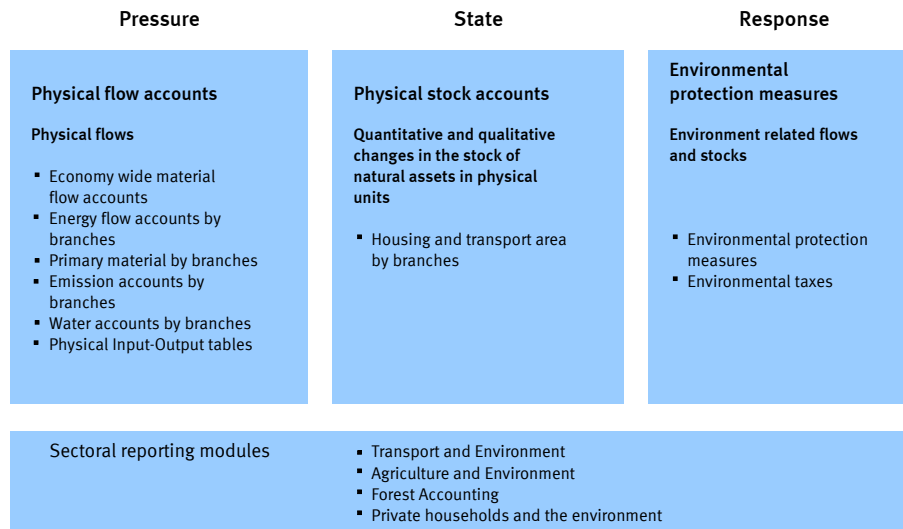 Pressure
State
Response
Physical flow accounts
Physical flows
▪ Economy wide material
flow accounts
▪ Energy flow accounts by
branches
▪ Primary material by branches
▪ Emission accounts by
branches
▪ Water accounts by branches
▪ Physical Input-Output tables
Physical stock accounts
Quantitative and qualitative
changes in the stock of
natural assets in physical
units
▪ Housing and transport area
by branches
Environmental
protection measures
Environment related flows
and stocks
▪ Environmental protection
measures
▪ Environmental taxes
Sectoral reporting modules
▪ Transport and Environment
▪ Agriculture and Environment
▪ Forest Accounting
▪ Private households and the environment